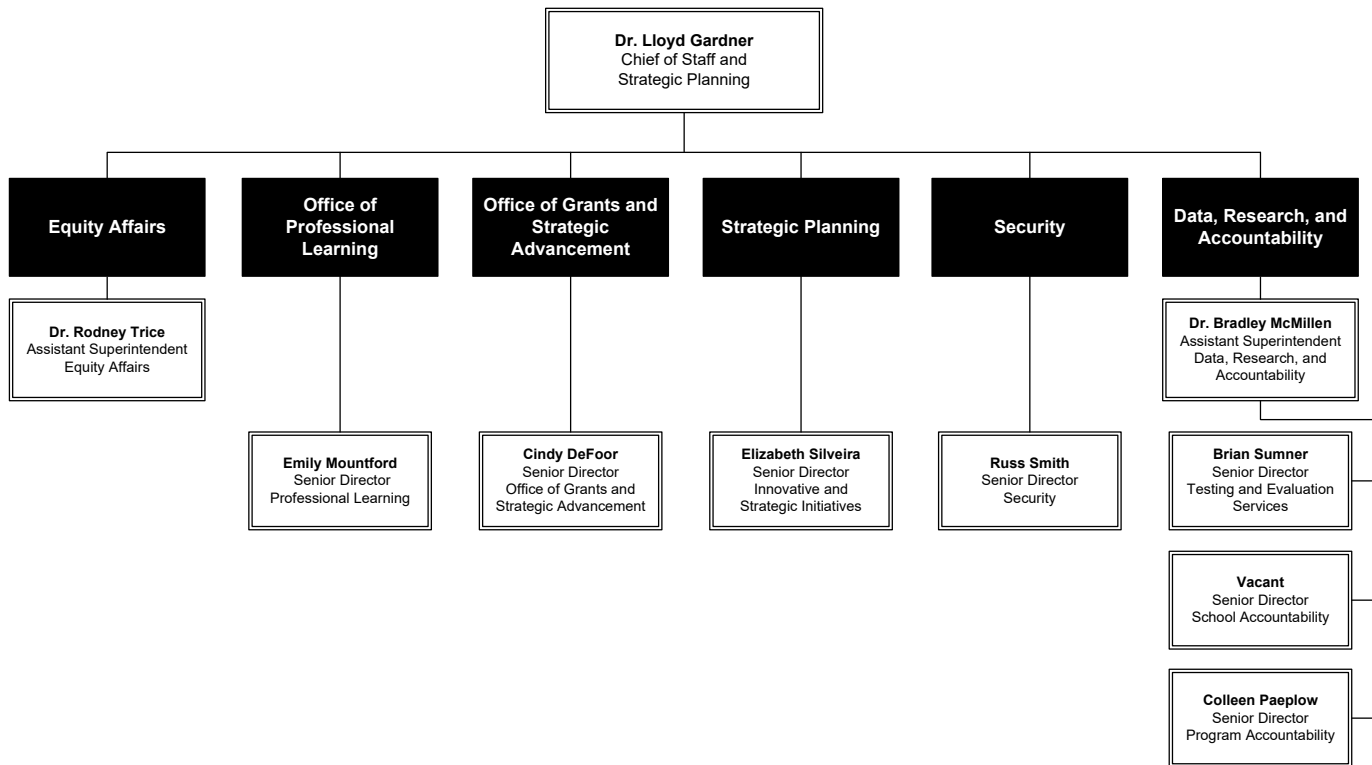 Dr. Lloyd Gardner
Chief of Staff and
Strategic Planning
Equity Affairs
Office of
Professional
Learning
Office of Grants and
Strategic
Advancement
Strategic Planning
Security
Data, Research, and
Accountability
Dr. Rodney Trice
Assistant Superintendent
Equity Affairs
Dr. Bradley McMillen
Assistant Superintendent
Data, Research, and
Accountability
Emily Mountford
Senior Director
Professional Learning
Cindy DeFoor
Senior Director
Office of Grants and
Strategic Advancement
Elizabeth Silveira
Senior Director
Innovative and
Strategic Initiatives
Russ Smith
Senior Director
Security
Brian Sumner
Senior Director
Testing and Evaluation
Services
Vacant
Senior Director
School Accountability
Colleen Paeplow
Senior Director
Program Accountability